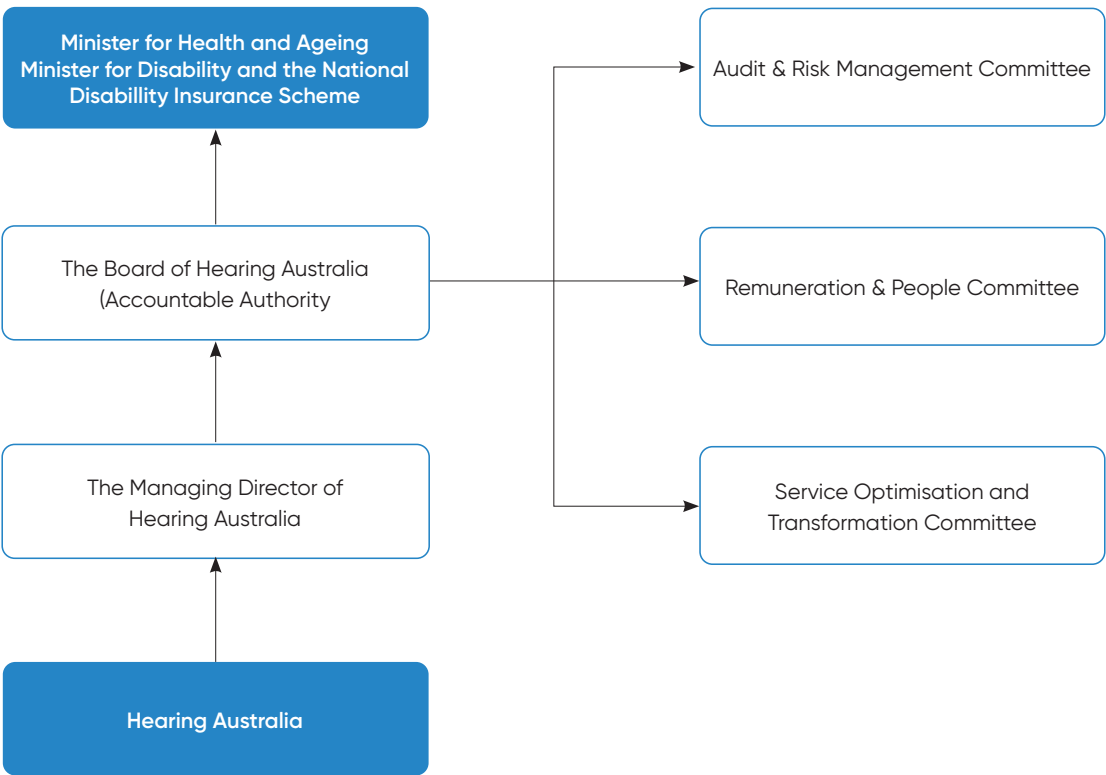 Minister for Health and Ageing
Minister for Disability and the National
Disabillity Insurance Scheme
Audit & Risk Management Committee
The Board of Hearing Australia
(Accountable Authority
Remuneration & People Committee
The Managing Director of
Hearing Australia
Service Optimisation and
Transformation Committee
Hearing Australia